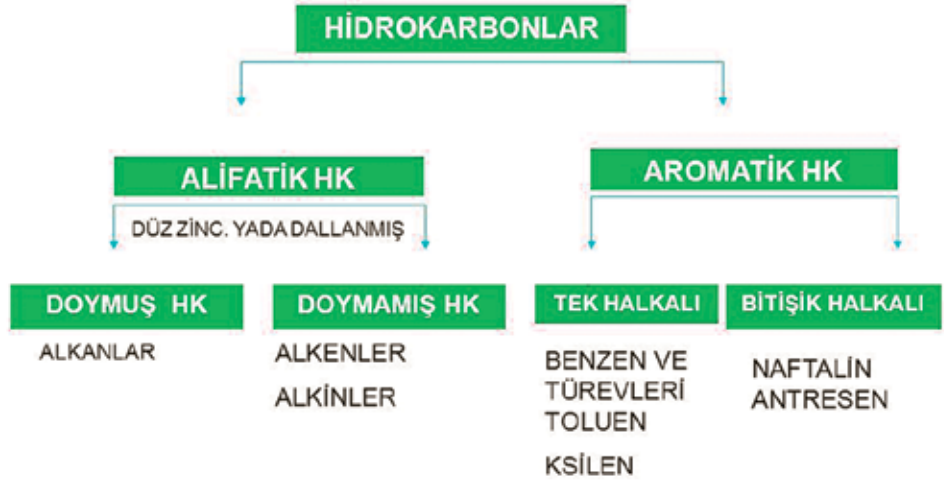 HİDROKARBONLAR
ALİFATİK HK
AROMATİK HK
DÜZ ZİNC. YADA DALLANMIŞ
DOYMUŞ HK
DOYMAMIŞ HK
TEK HALKALI
BİTİŞİK HALKALI
ALKANLAR
ALKENLER
ALKİNLER
BENZEN VE
TÜREVLERİ
TOLUEN
KSİLEN
NAFTALİN
ANTRESEN